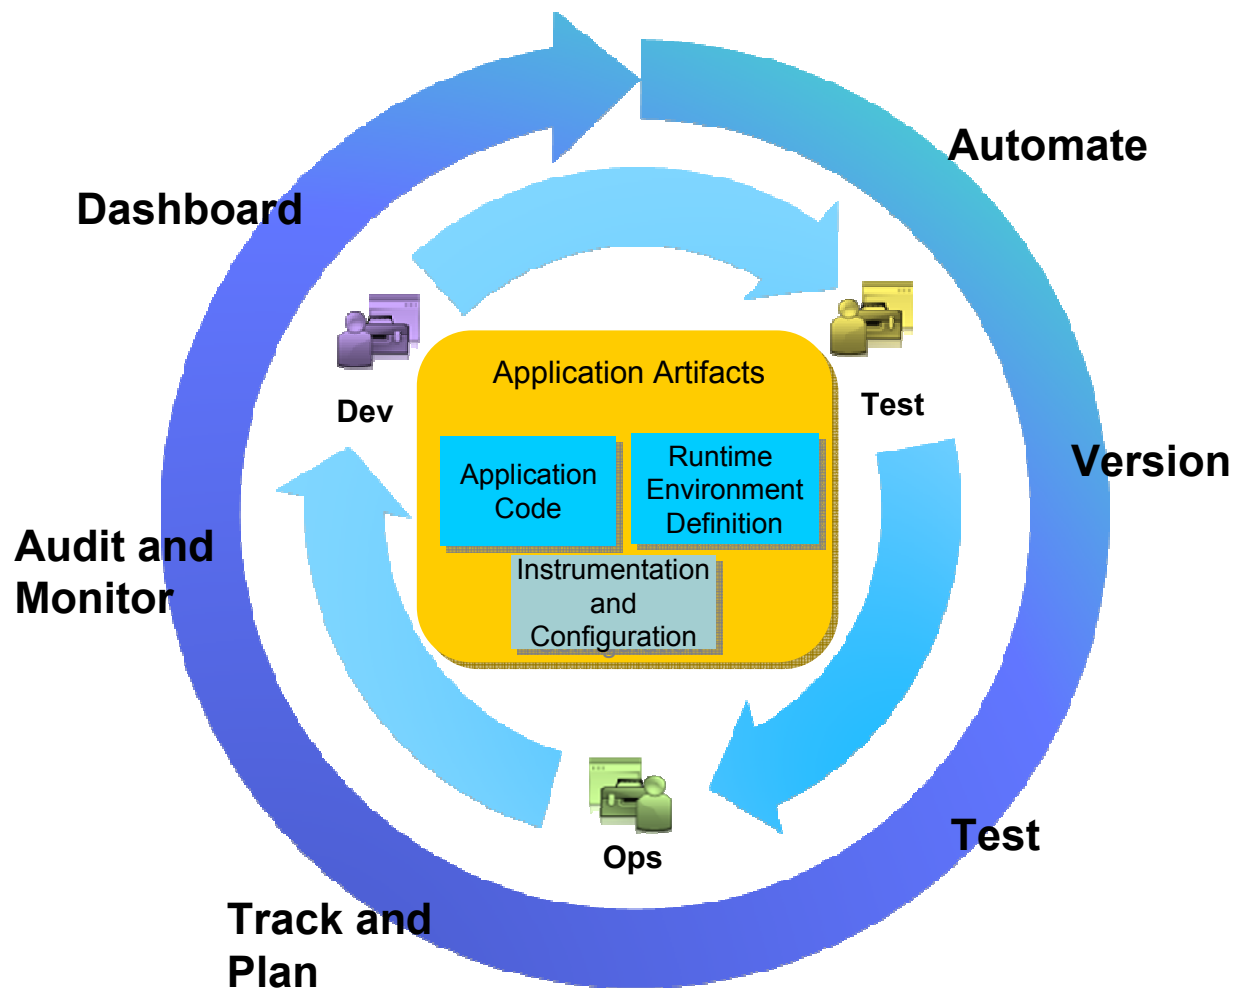 Automate
Dashboard
Application Artifacts
Dev
Test
Application
Code
Runtime
Environment
Definition
Version
Audit and
Monitor
Instrumentation
and
Configuration
Test
Ops
Track and
Plan